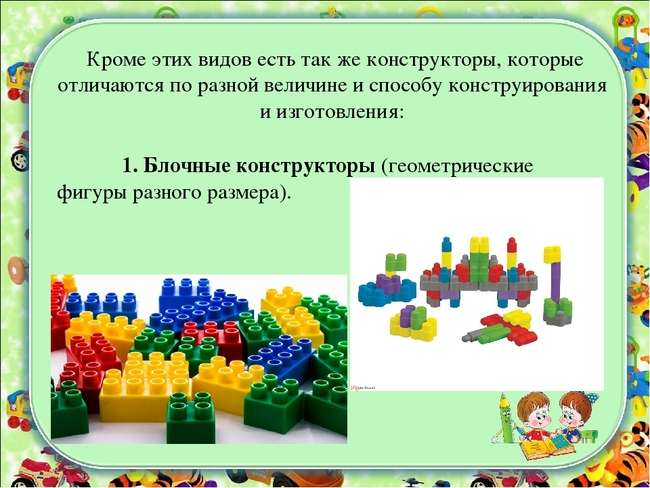 Кроме этих видов есть так же конструкторы, которые
отличаются по разной величине и способу конструирования
и изготовления:
1. Блочные конструкторы (геометрические
фигуры разного размера).